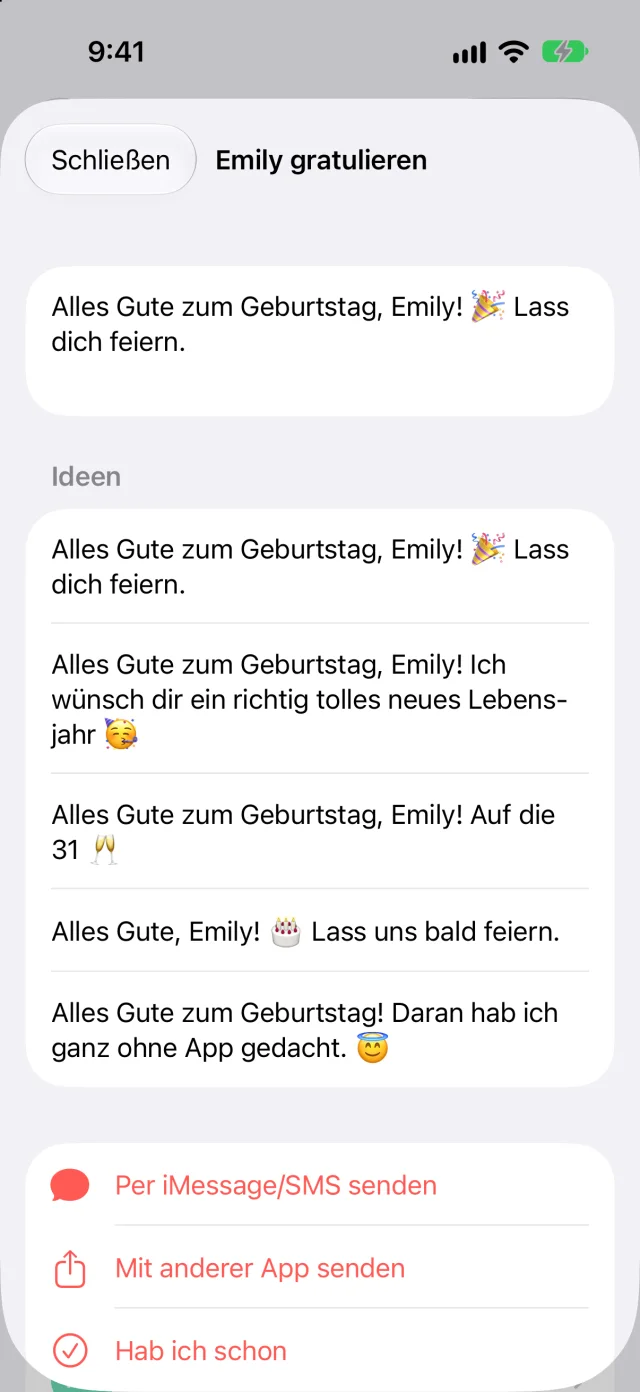 9:41
Schließen
Emily gratulieren
Alles Gute zum Geburtstag, Emily! 🎉 Lass
dich feiern.
Ideen
Alles Gute zum Geburtstag, Emily! 🎉 Lass
dich feiern.
Alles Gute zum Geburtstag, Emily! Ich
wünsch dir ein richtig tolles neues Lebens-
jahr 🥳
Alles Gute zum Geburtstag, Emily! Auf die
31 🥂
Alles Gute, Emily! 🎂 Lass uns bald feiern.
Alles Gute zum Geburtstag! Daran hab ich
ganz ohne App gedacht. 😇
Per iMessage/SMS senden
Mit anderer App senden
Hab ich schon